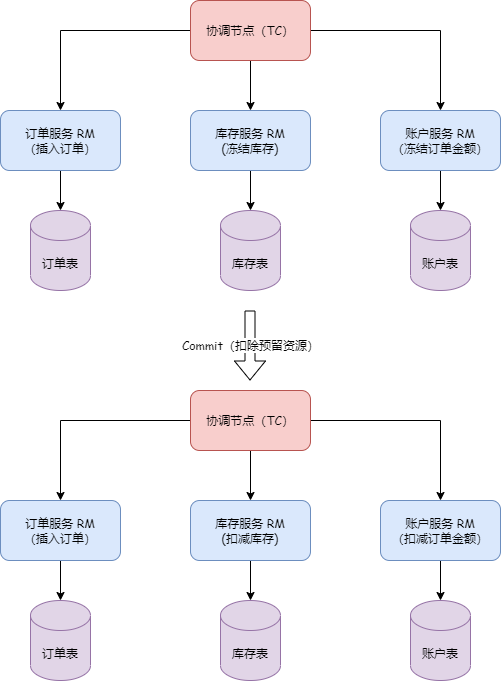 协调节点（TC）
订单服务 RM
（插入订单）
库存服务 RM
(冻结库存)
账户服务 RM
（冻结订单金额）
订单表
库存表
账户表
Commit（扣除预留资源）
协调节点（TC）
订单服务 RM
（插入订单）
库存服务 RM
(扣减库存)
账户服务 RM
（扣减订单金额）
订单表
库存表
账户表